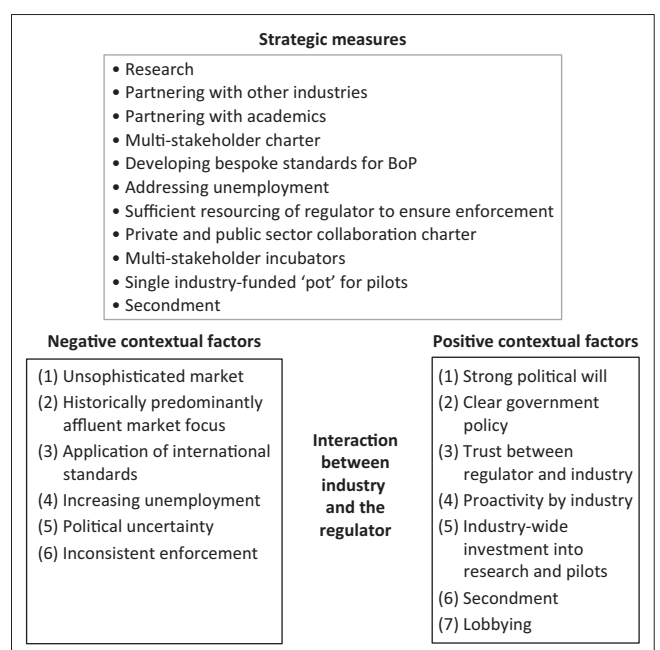 Strategic measures
• Research
• Partnering with other industries
• Partnering with academics
• Multi-stakeholder charter
• Developing bespoke standards for BoP
• Addressing unemployment
• Sufficient resourcing of regulator to ensure enforcement
• Private and public sector collaboration charter
• Multi-stakeholder incubators
• Single industry-funded ‘pot’ for pilots
• Secondment
Negative contextual factors
(1) Unsophisticated market
(2) Historically predominantly
affluent market focus
(3) Application of international
standards
(4) Increasing unemployment
(5) Political uncertainty
(6) Inconsistent enforcement
Interaction
between
industry
and the
regulator
Positive contextual factors
(1) Strong political will
(2) Clear government
policy
(3) Trust between
regulator and industry
(4) Proactivity by industry
(5) Industry-wide
investment into
research and pilots
(6) Secondment
(7) Lobbying